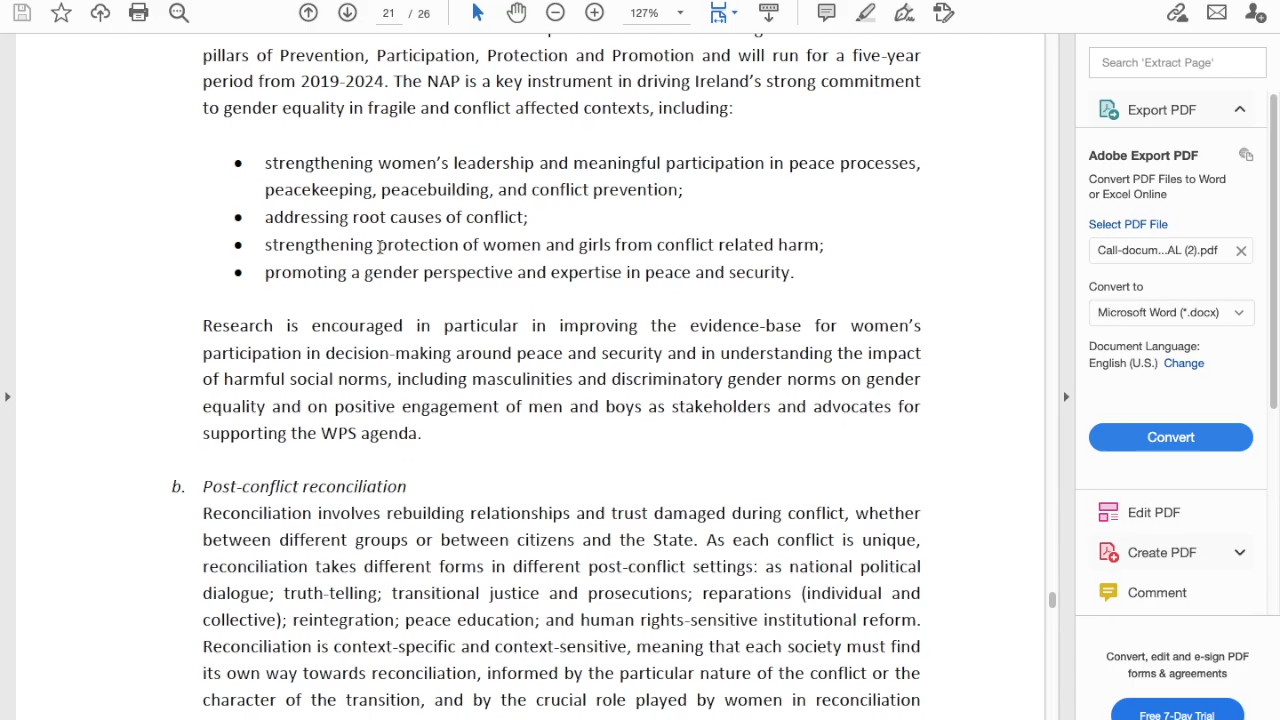 21 / 26
127%
pillars of Prevention, Participation, Protection and Promotion and will run for a five-year
period from 2019-2024. The NAP is a key instrument in driving Ireland’s strong commitment
to gender equality in fragile and conflict affected contexts, including:
• strengthening women’s leadership and meaningful participation in peace processes,
peacekeeping, peacebuilding, and conflict prevention;
• addressing root causes of conflict;
• strengthening protection of women and girls from conflict related harm;
• promoting a gender perspective and expertise in peace and security.
Research is encouraged in particular in improving the evidence-base for women’s
participation in decision-making around peace and security and in understanding the impact
of harmful social norms, including masculinities and discriminatory gender norms on gender
equality and on positive engagement of men and boys as stakeholders and advocates for
supporting the WPS agenda.
b. Post-conflict reconciliation
Reconciliation involves rebuilding relationships and trust damaged during conflict, whether
between different groups or between citizens and the State. As each conflict is unique,
reconciliation takes different forms in different post-conflict settings: as national political
dialogue; truth-telling; transitional justice and prosecutions; reparations (individual and
collective); reintegration; peace education; and human rights-sensitive institutional reform.
Reconciliation is context-specific and context-sensitive, meaning that each society must find
its own way towards reconciliation, informed by the particular nature of the conflict or the
character of the transition, and by the crucial role played by women in reconciliation
Search 'Extract Page'
Export PDF
Adobe Export PDF
Convert PDF Files to Word
or Excel Online
Select PDF File
Call-docum...AL (2).pdf
Convert to
Microsoft Word (*.docx)
Document Language:
English (U.S.) Change
Convert
Edit PDF
Create PDF
Comment
Convert, edit and e-sign PDF
forms & agreements
Free 7-Day Trial